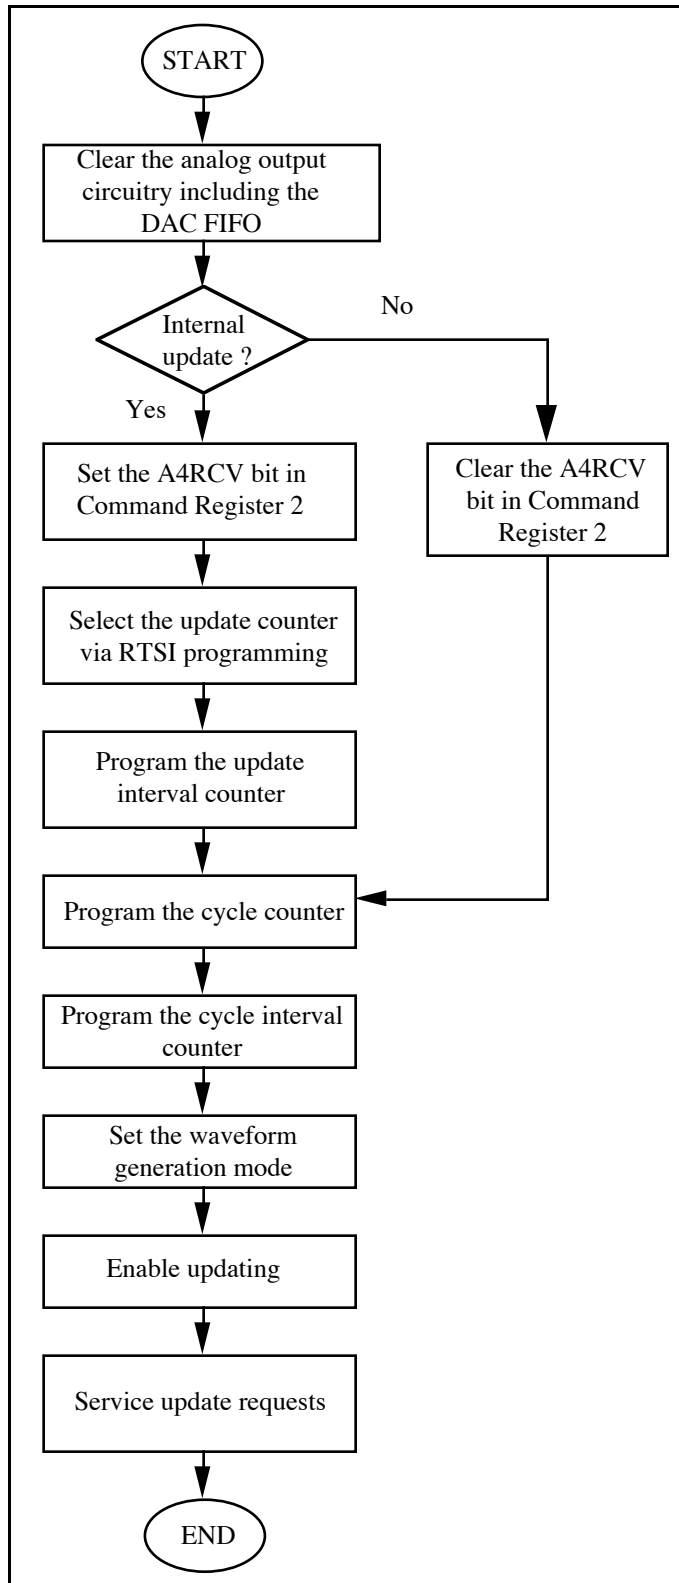 START
Clear the analog output
circuitry including the
DAC FIFO
Internal
update ?
No
Yes
Set the A4RCV bit in
Command Register 2
Clear the A4RCV
bit in Command
Register 2
Select the update counter
via RTSI programming
Program the update
interval counter
Program the cycle counter
Program the cycle interval
counter
Set the waveform
generation mode
Enable updating
Service update requests
END